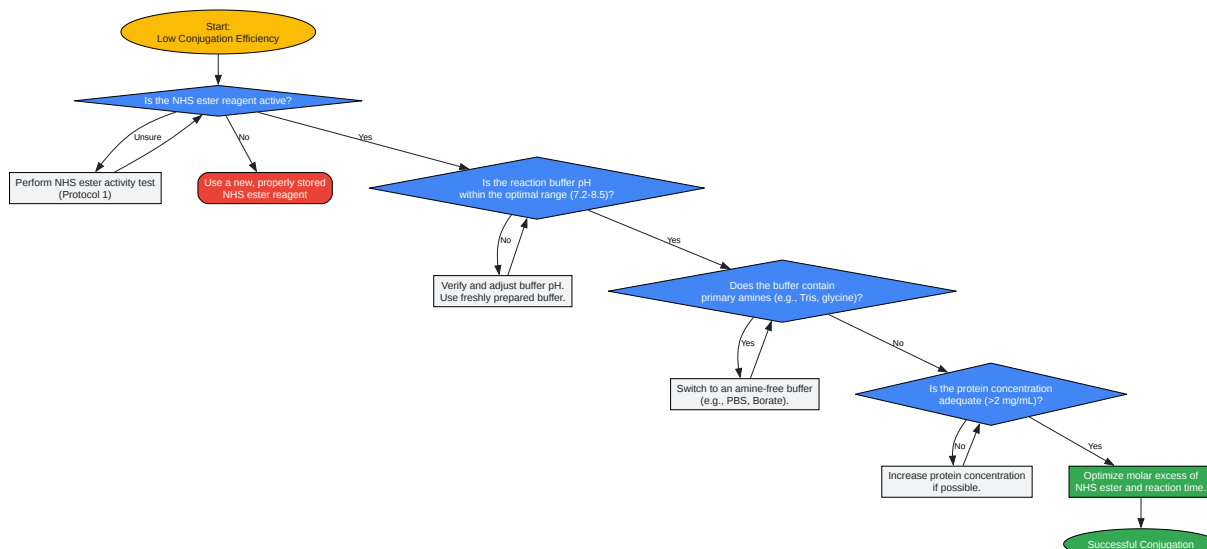 Start:
Low Conjugation Efficiency
Is the NHS ester reagent active?
Unsure
No
Yes
Perform NHS ester activity test
(Protocol 1)
Use a new, properly stored
NHS ester reagent
Is the reaction buffer pH
within the optimal range (7.2-8.5)?
No
Yes
Verify and adjust buffer pH.
Use freshly prepared buffer.
Does the buffer contain
primary amines (e.g., Tris, glycine)?
Yes
No
Switch to an amine-free buffer
(e.g., PBS, Borate).
Is the protein concentration
adequate (>2 mg/mL)?
No
Yes
Increase protein concentration
if possible.
Optimize molar excess of
NHS ester and reaction time.
Successful Conjugation